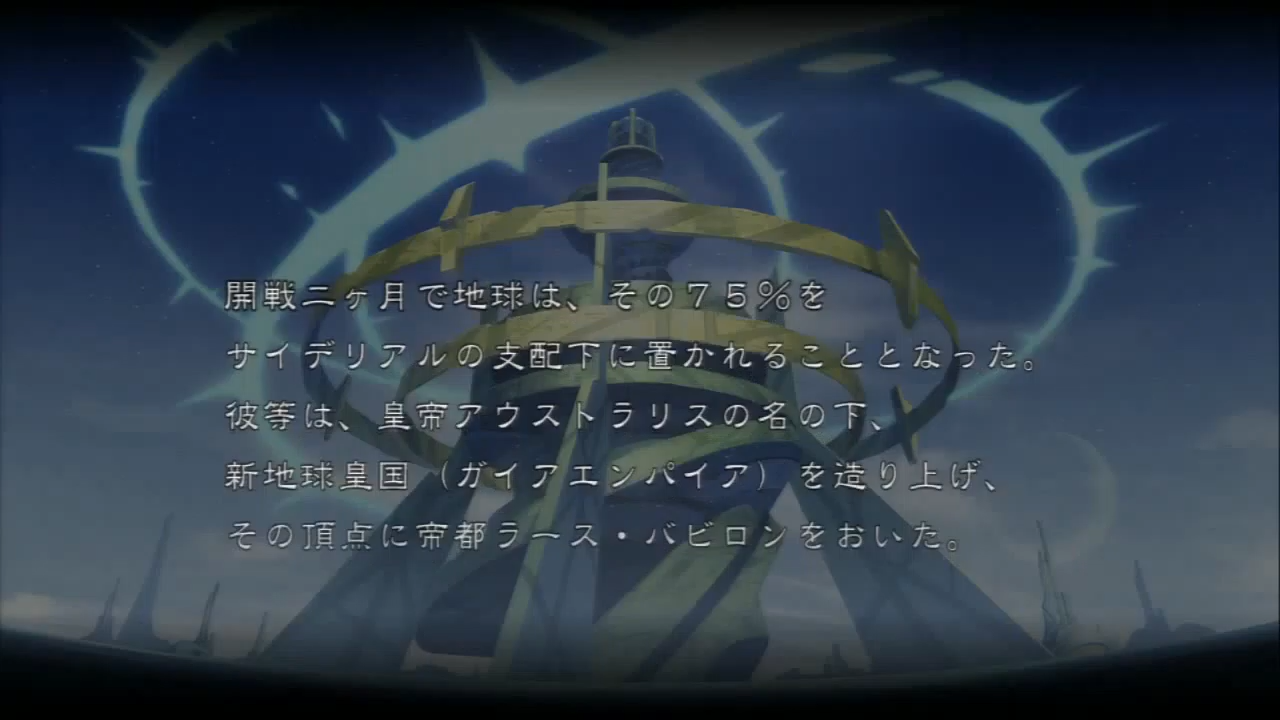 開戦二ヶ月で地球は、その７５％を
サイデリアルの支配下に置かれることとなった。
彼等は、皇帝アウストラリスの名の下、
新地球皇国（ガイアエンパイア）を造り上げ、
その頂点に帝都ラース・バビロンをおいた。